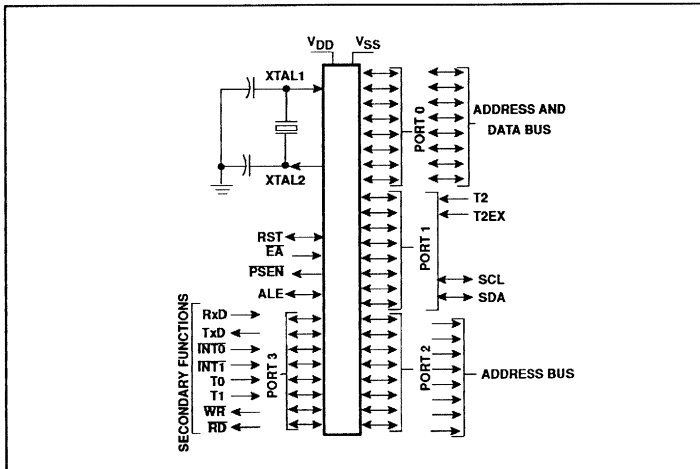 VDD VSS
XTAL1
XTAL2
PORT 0
ADDRESS AND
DATA BUS
T2
T2EX
PORT 1
SCL
SDA
RST
EA
PSEN
ALE
SECONDARY FUNCTIONS
RxD
TxD
INT0
INT1
T0
T1
WR
RD
PORT 3
PORT 2
ADDRESS BUS